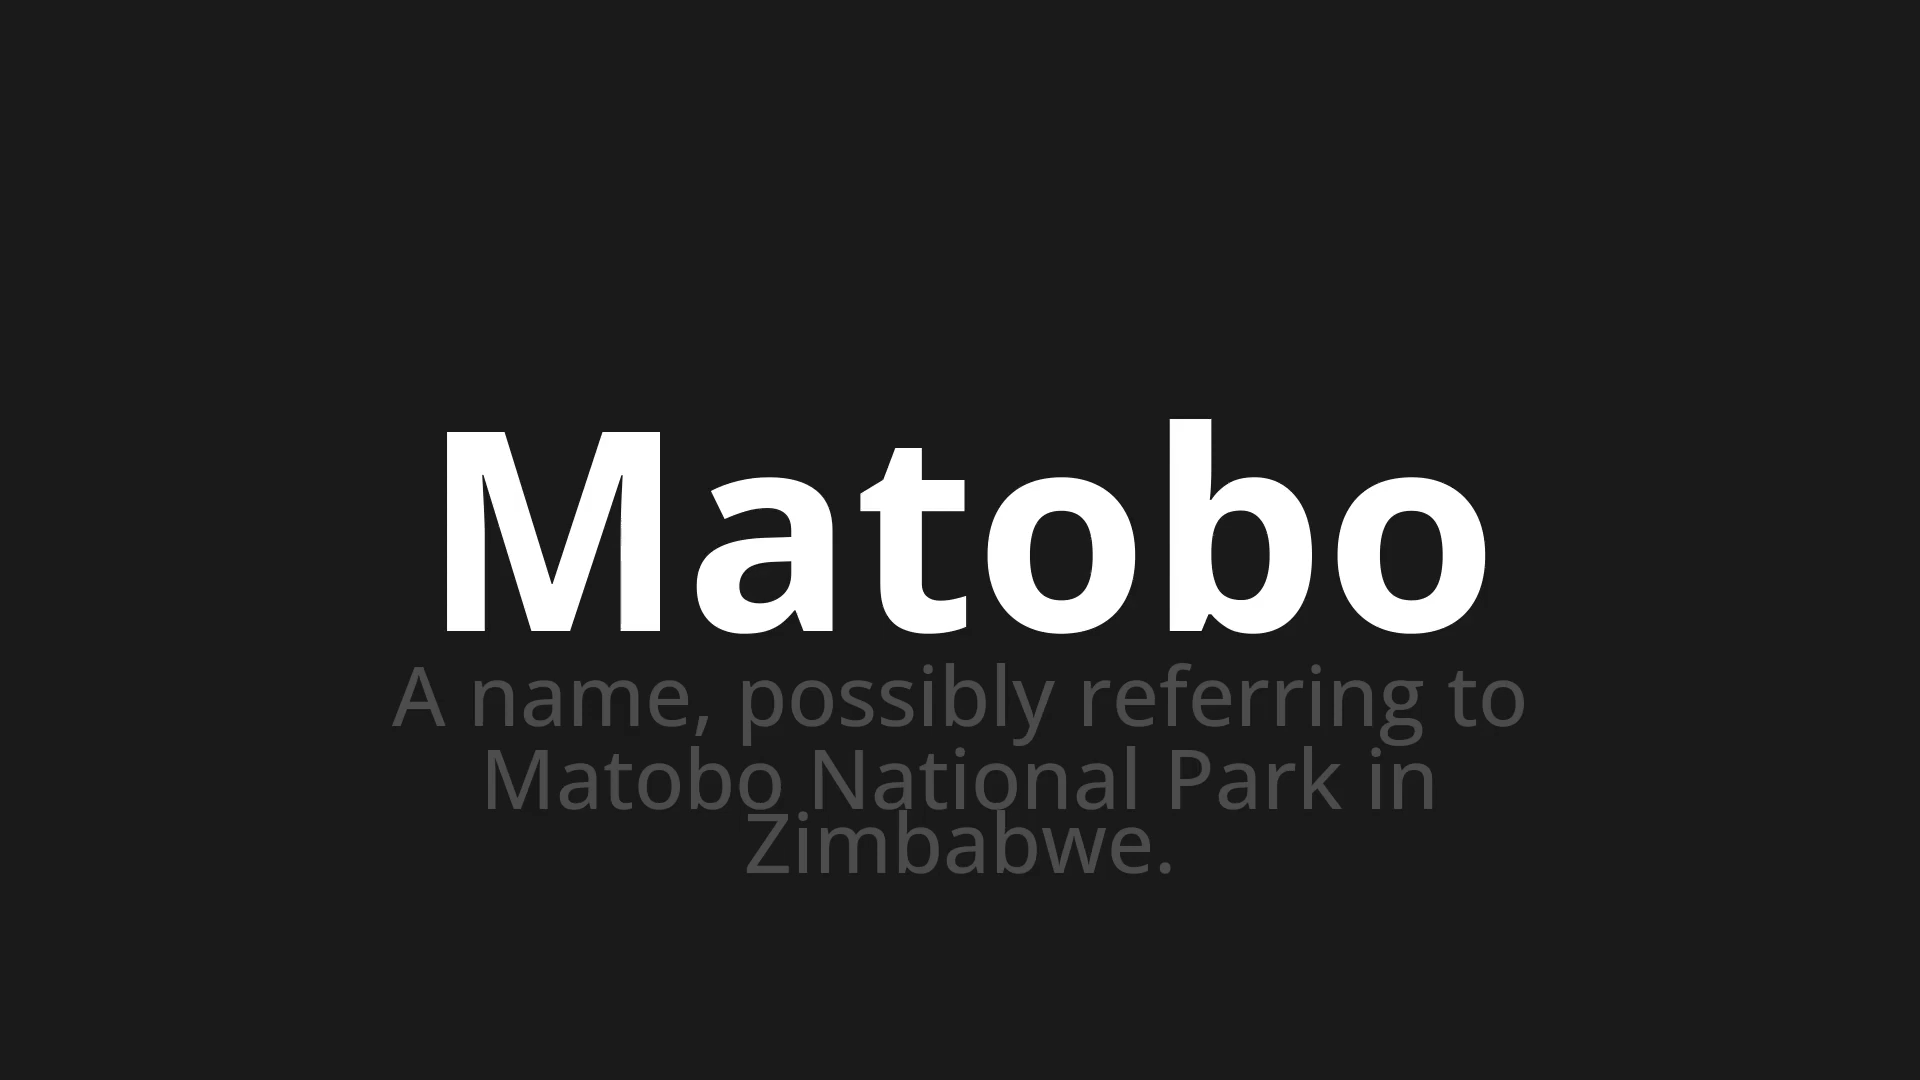 Matobo
A name, possibly referring to
Matobo National Park in
Zimbabwe.